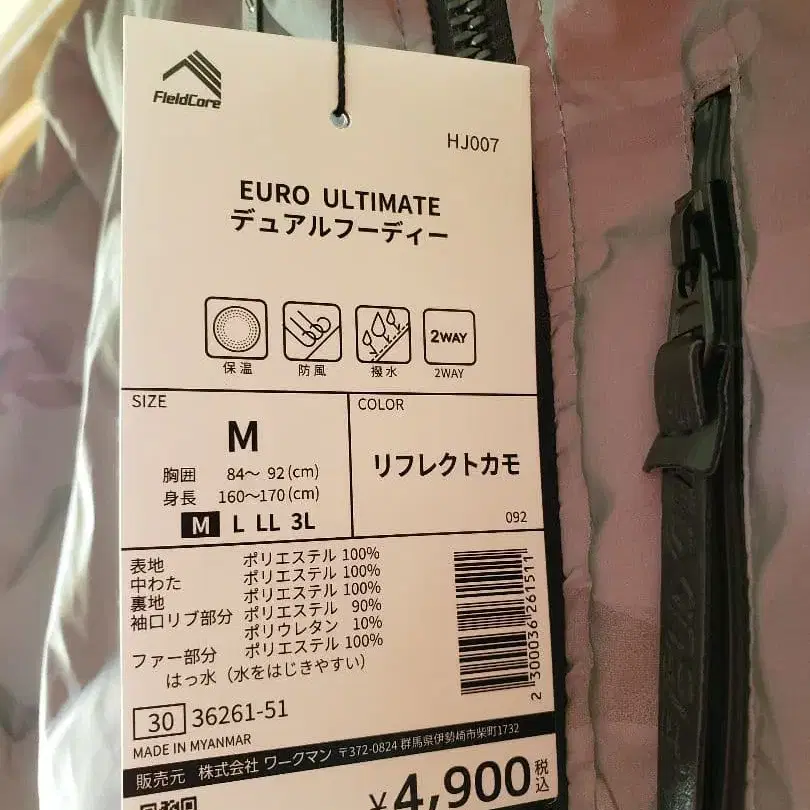 FieldCore
HJ007
EURO ULTIMATE
デュアルフーディー
2WAY
保温 防風 撥水 2WAY
SIZE
M
胸囲 84～ 92(cm)
身長 160～170(cm)
M L LL 3L
COLOR
リフレクトカモ
092
表地 ポリエステル 100%
中わた ポリエステル 100%
裏地 ポリエステル 100%
袖口リブ部分 ポリエステル 90%
ポリウレタン 10%
ファー部分 ポリエステル 100%
はっ水（水をはじきやすい）
2 300036 261511
30 36261-51
MADE IN MYANMAR
販売元 株式会社 ワークマン 〒372-0824 群馬県伊勢崎市柴町1732
¥4,900税込